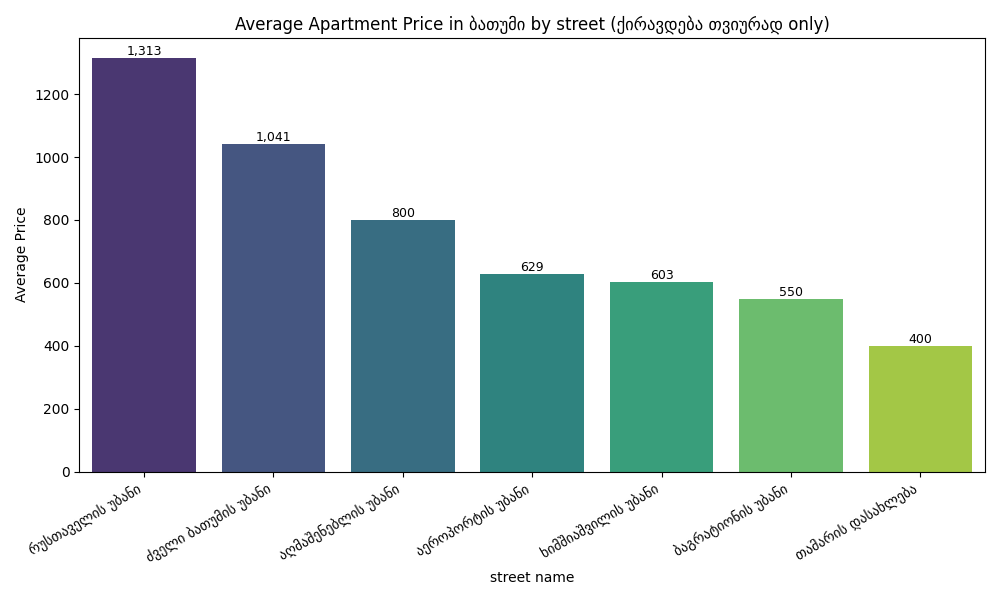 Average Apartment Price in ბათუმი by street (ქირავდება თვიურად only)
1,313
1,041
800
629
603
550
400
Average Price
1200
1000
800
600
400
200
0
რუსთაველის უბანი
ძველი ბათუმის უბანი
აღმაშენებლის უბანი
აეროპორტის უბანი
ხიმშიაშვილის უბანი
ბაგრატიონის უბანი
თამარის დასახლება
street name